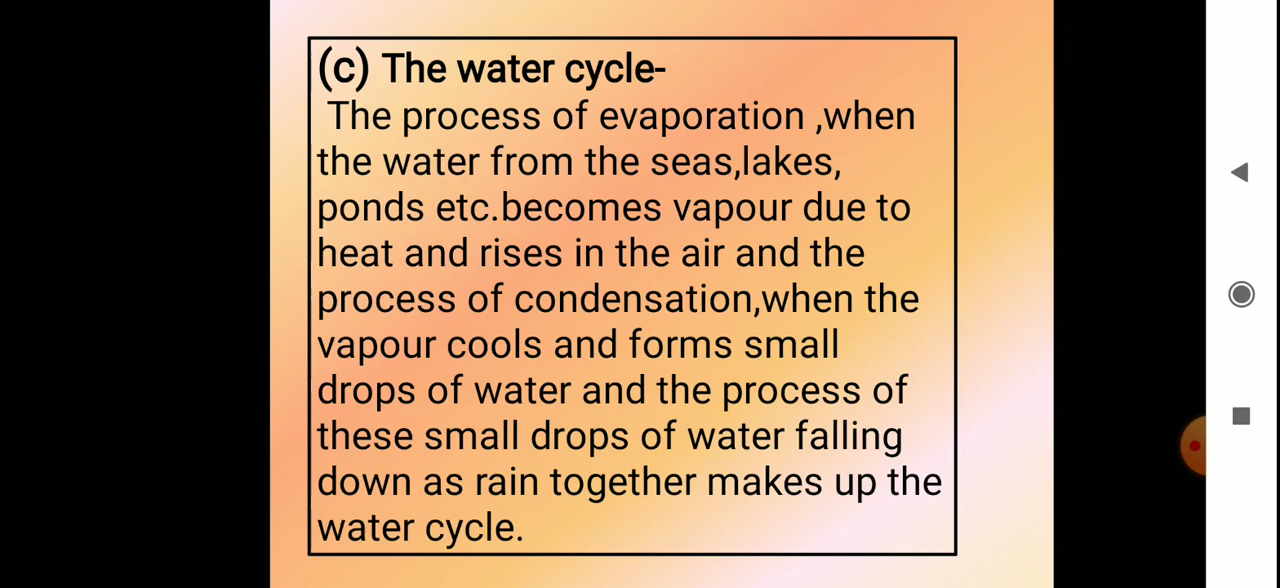 (c) The water cycle-
The process of evaporation ,when
the water from the seas,lakes,
ponds etc.becomes vapour due to
heat and rises in the air and the
process of condensation,when the
vapour cools and forms small
drops of water and the process of
these small drops of water falling
down as rain together makes up the
water cycle.